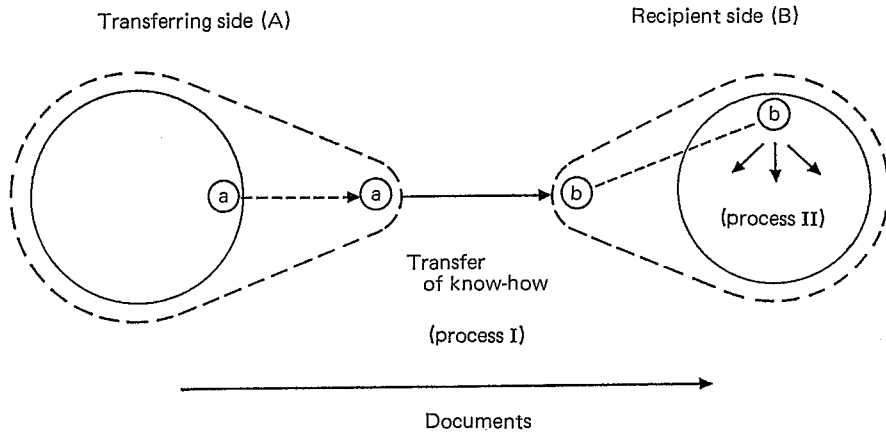 Transferring side (A)
Recipient side (B)
a
a
b
b
(process II)
Transfer
of know-how
(process I)
Documents